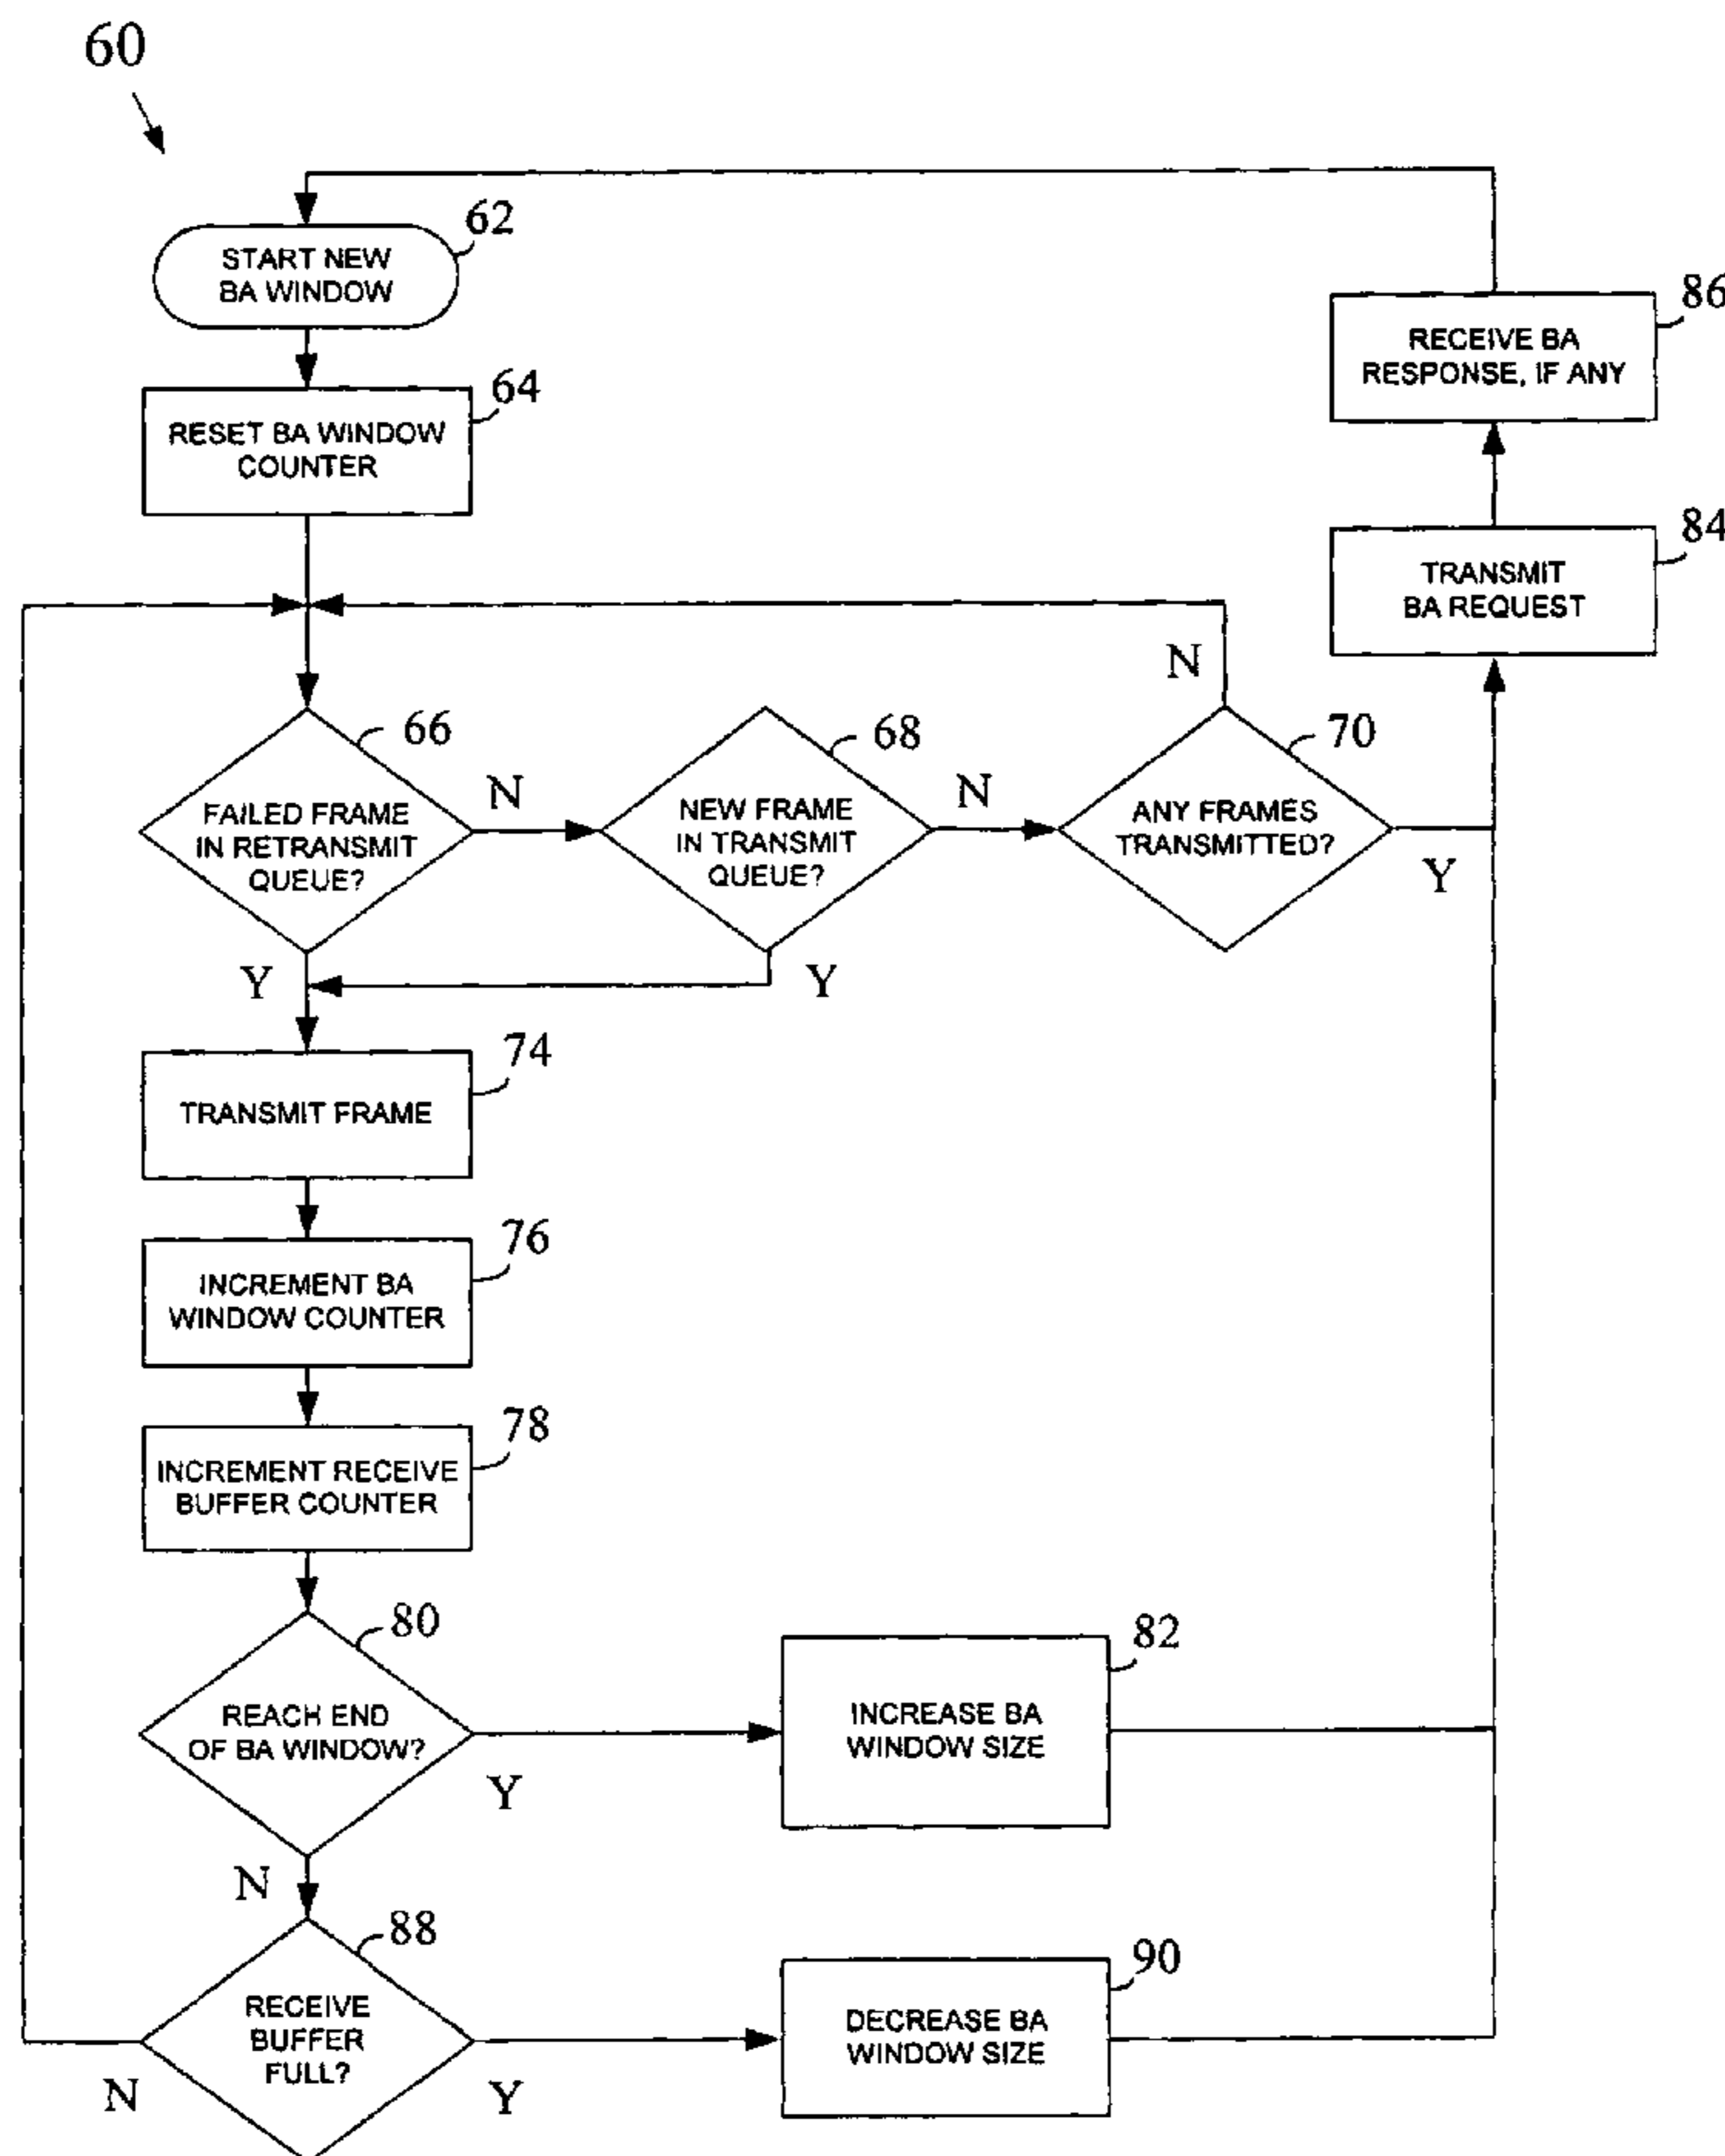 60
62
START NEW
BA WINDOW
64
RESET BA WINDOW
COUNTER
86
RECEIVE BA
RESPONSE, IF ANY
84
TRANSMIT
BA REQUEST
66
FAILED FRAME
IN RETRANSMIT
QUEUE?
N
Y
68
NEW FRAME
IN TRANSMIT
QUEUE?
N
Y
70
ANY FRAMES
TRANSMITTED?
N
Y
74
TRANSMIT FRAME
76
INCREMENT BA
WINDOW COUNTER
78
INCREMENT RECEIVE
BUFFER COUNTER
80
REACH END
OF BA WINDOW?
Y
N
82
INCREASE BA
WINDOW SIZE
88
RECEIVE
BUFFER
FULL?
N
Y
90
DECREASE BA
WINDOW SIZE